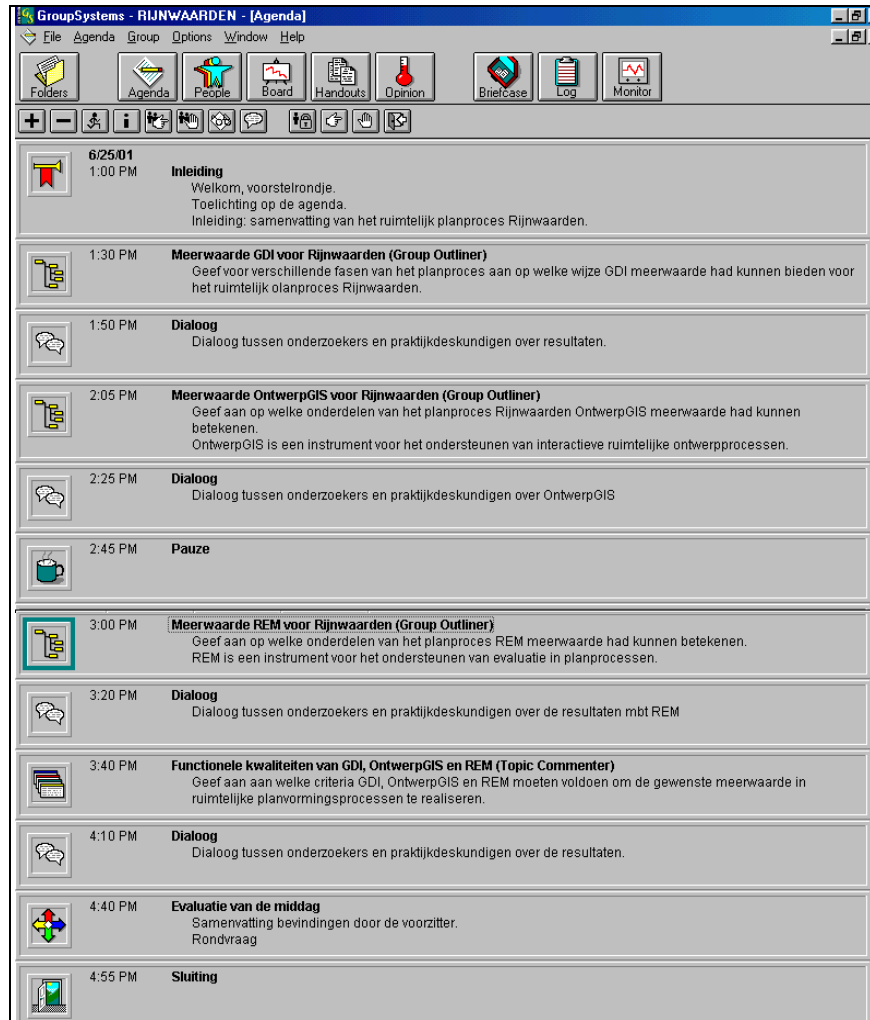 GroupSystems - RIJNWAARDEN - [Agenda]
File Agenda Group Options Window Help
Folders Agenda People Board Handouts Opinion Briefcase Log Monitor
6/25/01
1:00 PM Inleiding
Welkom, voorstelrondje.
Toelichting op de agenda.
Inleiding: samenvatting van het ruimtelijk planproces Rijnwaarden.
1:30 PM Meerwaarde GDI voor Rijnwaarden (Group Outliner)
Geef voor verschillende fasen van het planproces aan op welke wijze GDI meerwaarde had kunnen bieden voor
het ruimtelijk olanproces Rijnwaarden.
1:50 PM Dialoog
Dialoog tussen onderzoekers en praktijkdeskundigen over resultaten.
2:05 PM Meerwaarde OntwerpGIS voor Rijnwaarden (Group Outliner)
Geef aan op welke onderdelen van het planproces Rijnwaarden OntwerpGIS meerwaarde had kunnen
betekenen.
OntwerpGIS is een instrument voor het ondersteunen van interactieve ruimtelijke ontwerpprocessen.
2:25 PM Dialoog
Dialoog tussen onderzoekers en praktijkdeskundigen over OntwerpGIS
2:45 PM Pauze
3:00 PM Meerwaarde REM voor Rijnwaarden (Group Outliner)
Geef aan op welke onderdelen van het planproces REM meerwaarde had kunnen betekenen.
REM is een instrument voor het ondersteunen van evaluatie in planprocessen.
3:20 PM Dialoog
Dialoog tussen onderzoekers en praktijkdeskundigen over de resultaten mbt REM
3:40 PM Functionele kwaliteiten van GDI, OntwerpGIS en REM (Topic Commenter)
Geef aan aan welke criteria GDI, OntwerpGIS en REM moeten voldoen om de gewenste meerwaarde in
ruimtelijke planvormingsprocessen te realiseren.
4:10 PM Dialoog
Dialoog tussen onderzoekers en praktijkdeskundigen over de resultaten.
4:40 PM Evaluatie van de middag
Samenvatting bevindingen door de voorzitter.
Rondvraag
4:55 PM Sluiting